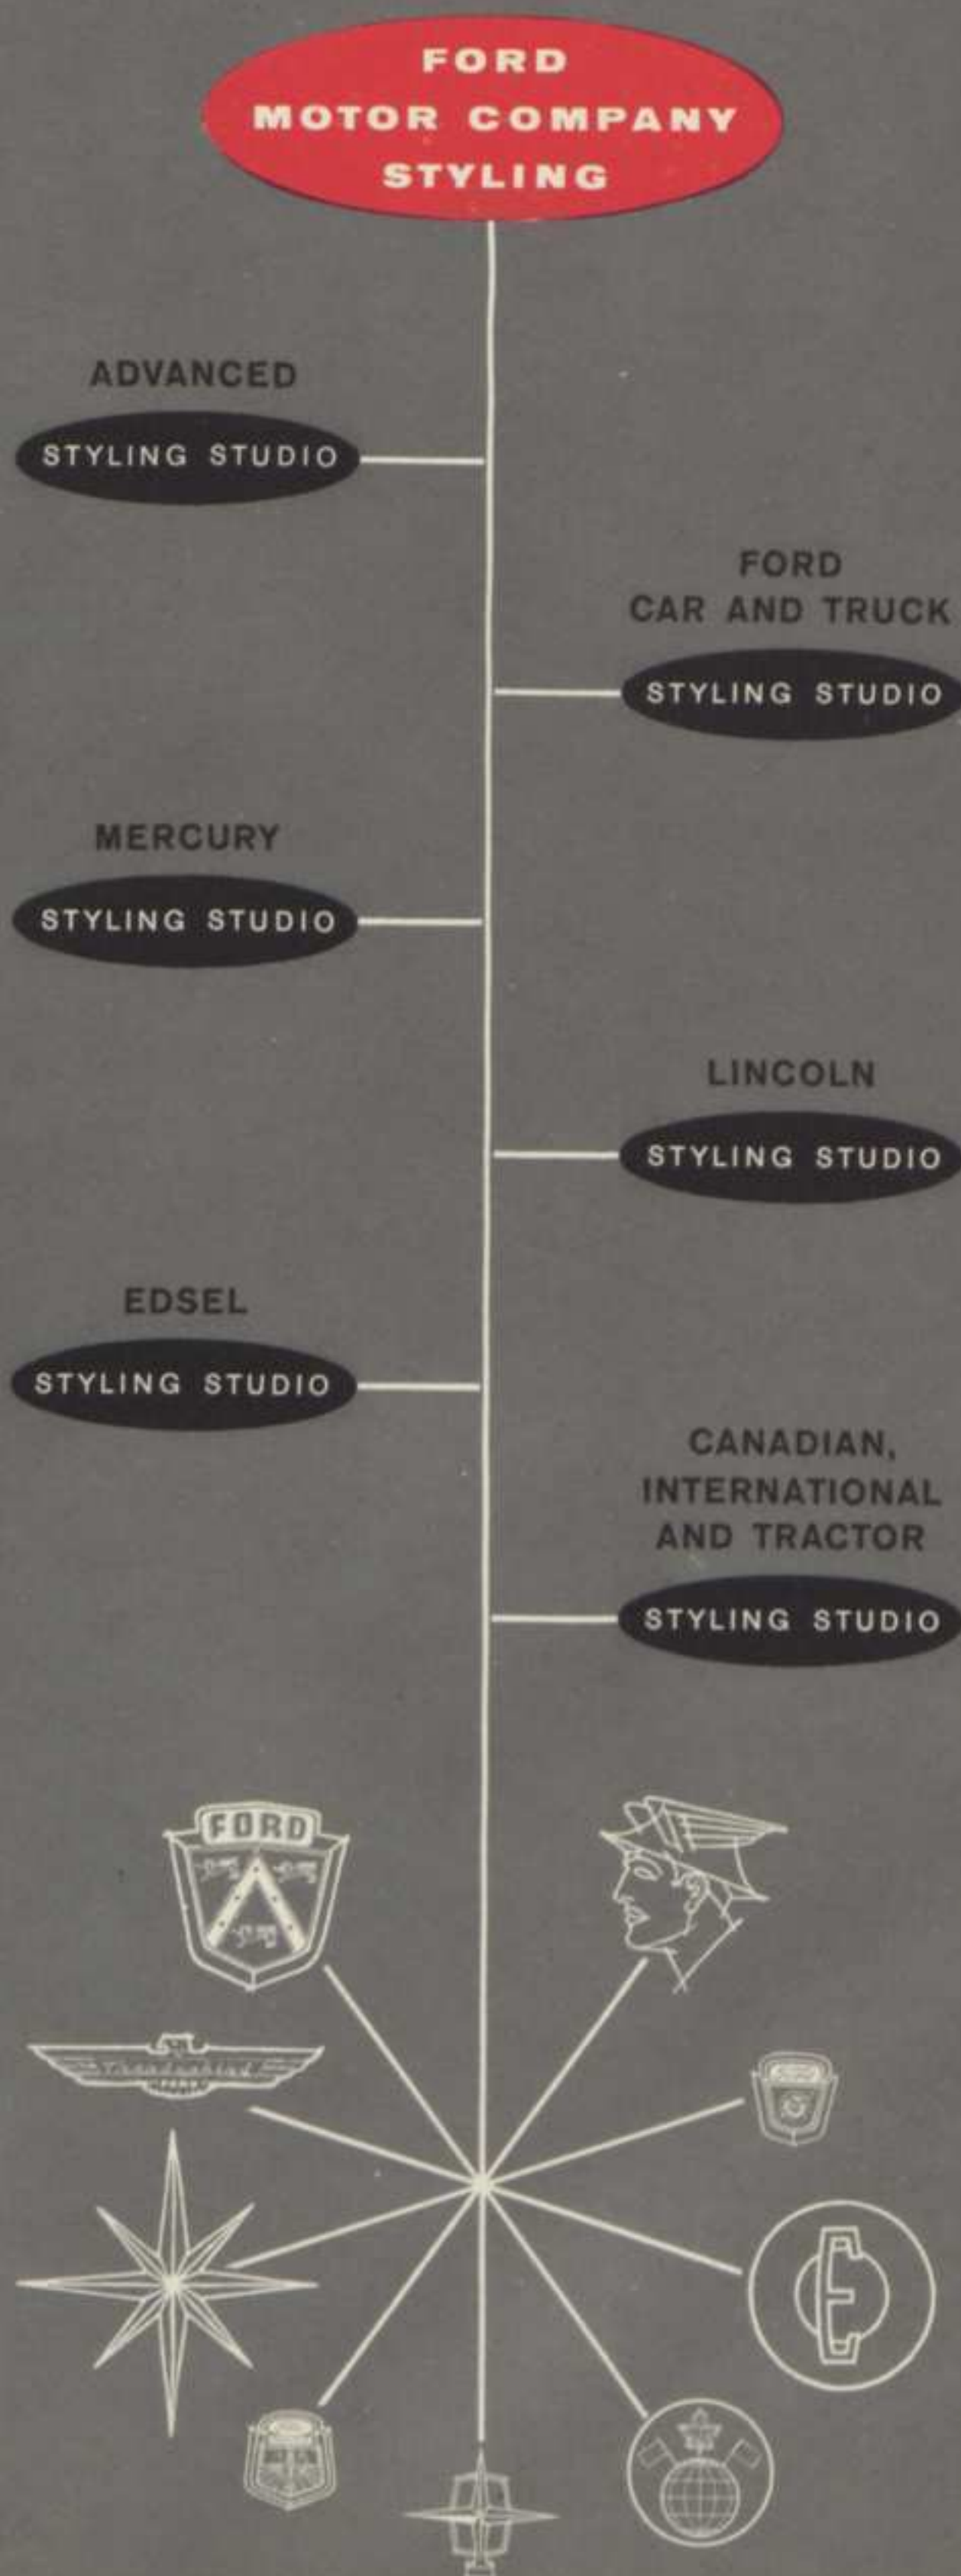 FORD
MOTOR COMPANY
STYLING
ADVANCED
STYLING STUDIO
FORD
CAR AND TRUCK
STYLING STUDIO
MERCURY
STYLING STUDIO
LINCOLN
STYLING STUDIO
EDSEL
STYLING STUDIO
CANADIAN,
INTERNATIONAL
AND TRACTOR
STYLING STUDIO
FORD
Thunderbird